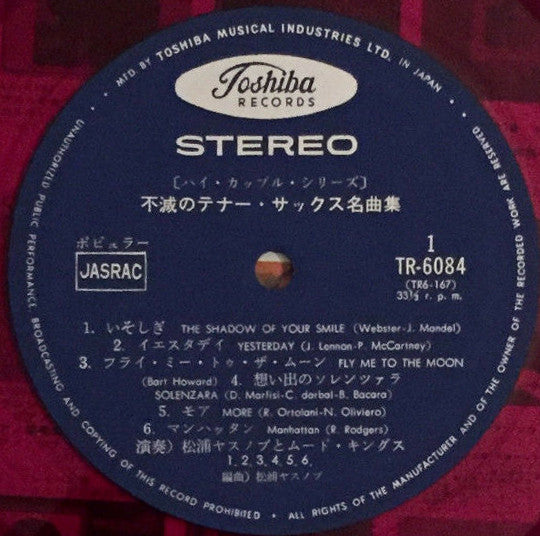 MFD. BY TOSHIBA MUSICAL INDUSTRIES LTD. IN JAPAN • ALL RIGHTS OF THE MANUFACTURER AND OF THE OWNER OF THE RECORDED WORK ARE RESERVED
UNAUTHORIZED PUBLIC PERFORMANCE BROADCASTING AND COPYING OF THIS RECORD PROHIBITED
Toshiba
RECORDS
STEREO
〔ハイ・カップル・シリーズ〕
不滅のテナー・サックス名曲集
ポピュラー
JASRAC
1
TR-6084
(TR6-167)
33⅓ r. p. m.
1. いそしぎ THE SHADOW OF YOUR SMILE (Webster-J. Mandel)
2. イエスタデイ YESTERDAY (J. Lennon-P. McCartney)
3. フライ・ミー・トゥ・ザ・ムーン FLY ME TO THE MOON
(Bart Howard) 4. 想い出のソレンツァラ
SOLENZARA (D. Marfisi-C. darbal-B. Bacara)
5. モア MORE (R. Ortolani-N. Oliviero)
6. マンハッタン Manhattan (R. Rodgers)
演奏) 松浦ヤスノブとムード・キングス
1, 2, 3, 4, 5, 6,
編曲) 松浦ヤスノブ